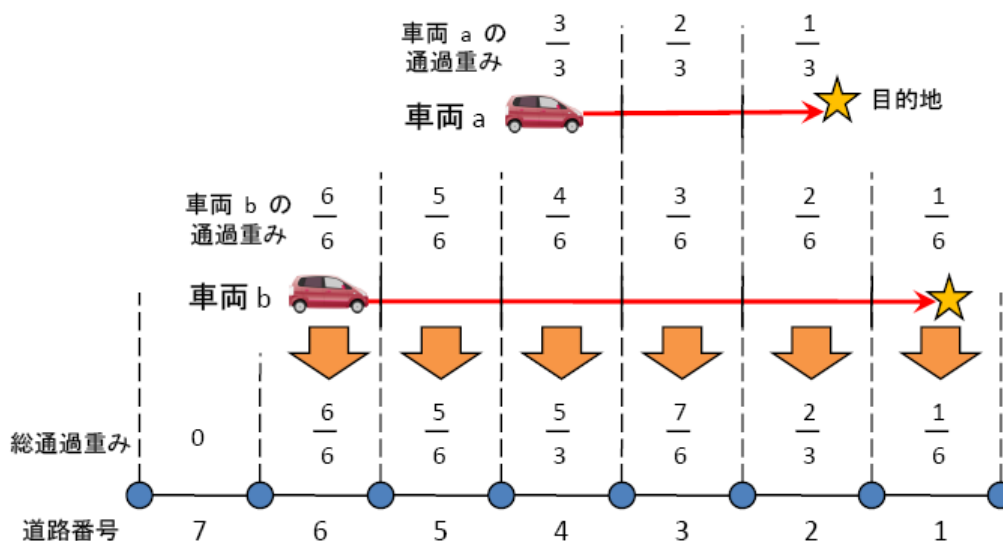 車両 a の
通過重み
3/3 2/3 1/3
車両 a
目的地
車両 b の
通過重み
6/6 5/6 4/6 3/6 2/6 1/6
車両 b
総通過重み 0 6/6 5/6 5/3 7/6 2/3 1/6
道路番号 7 6 5 4 3 2 1